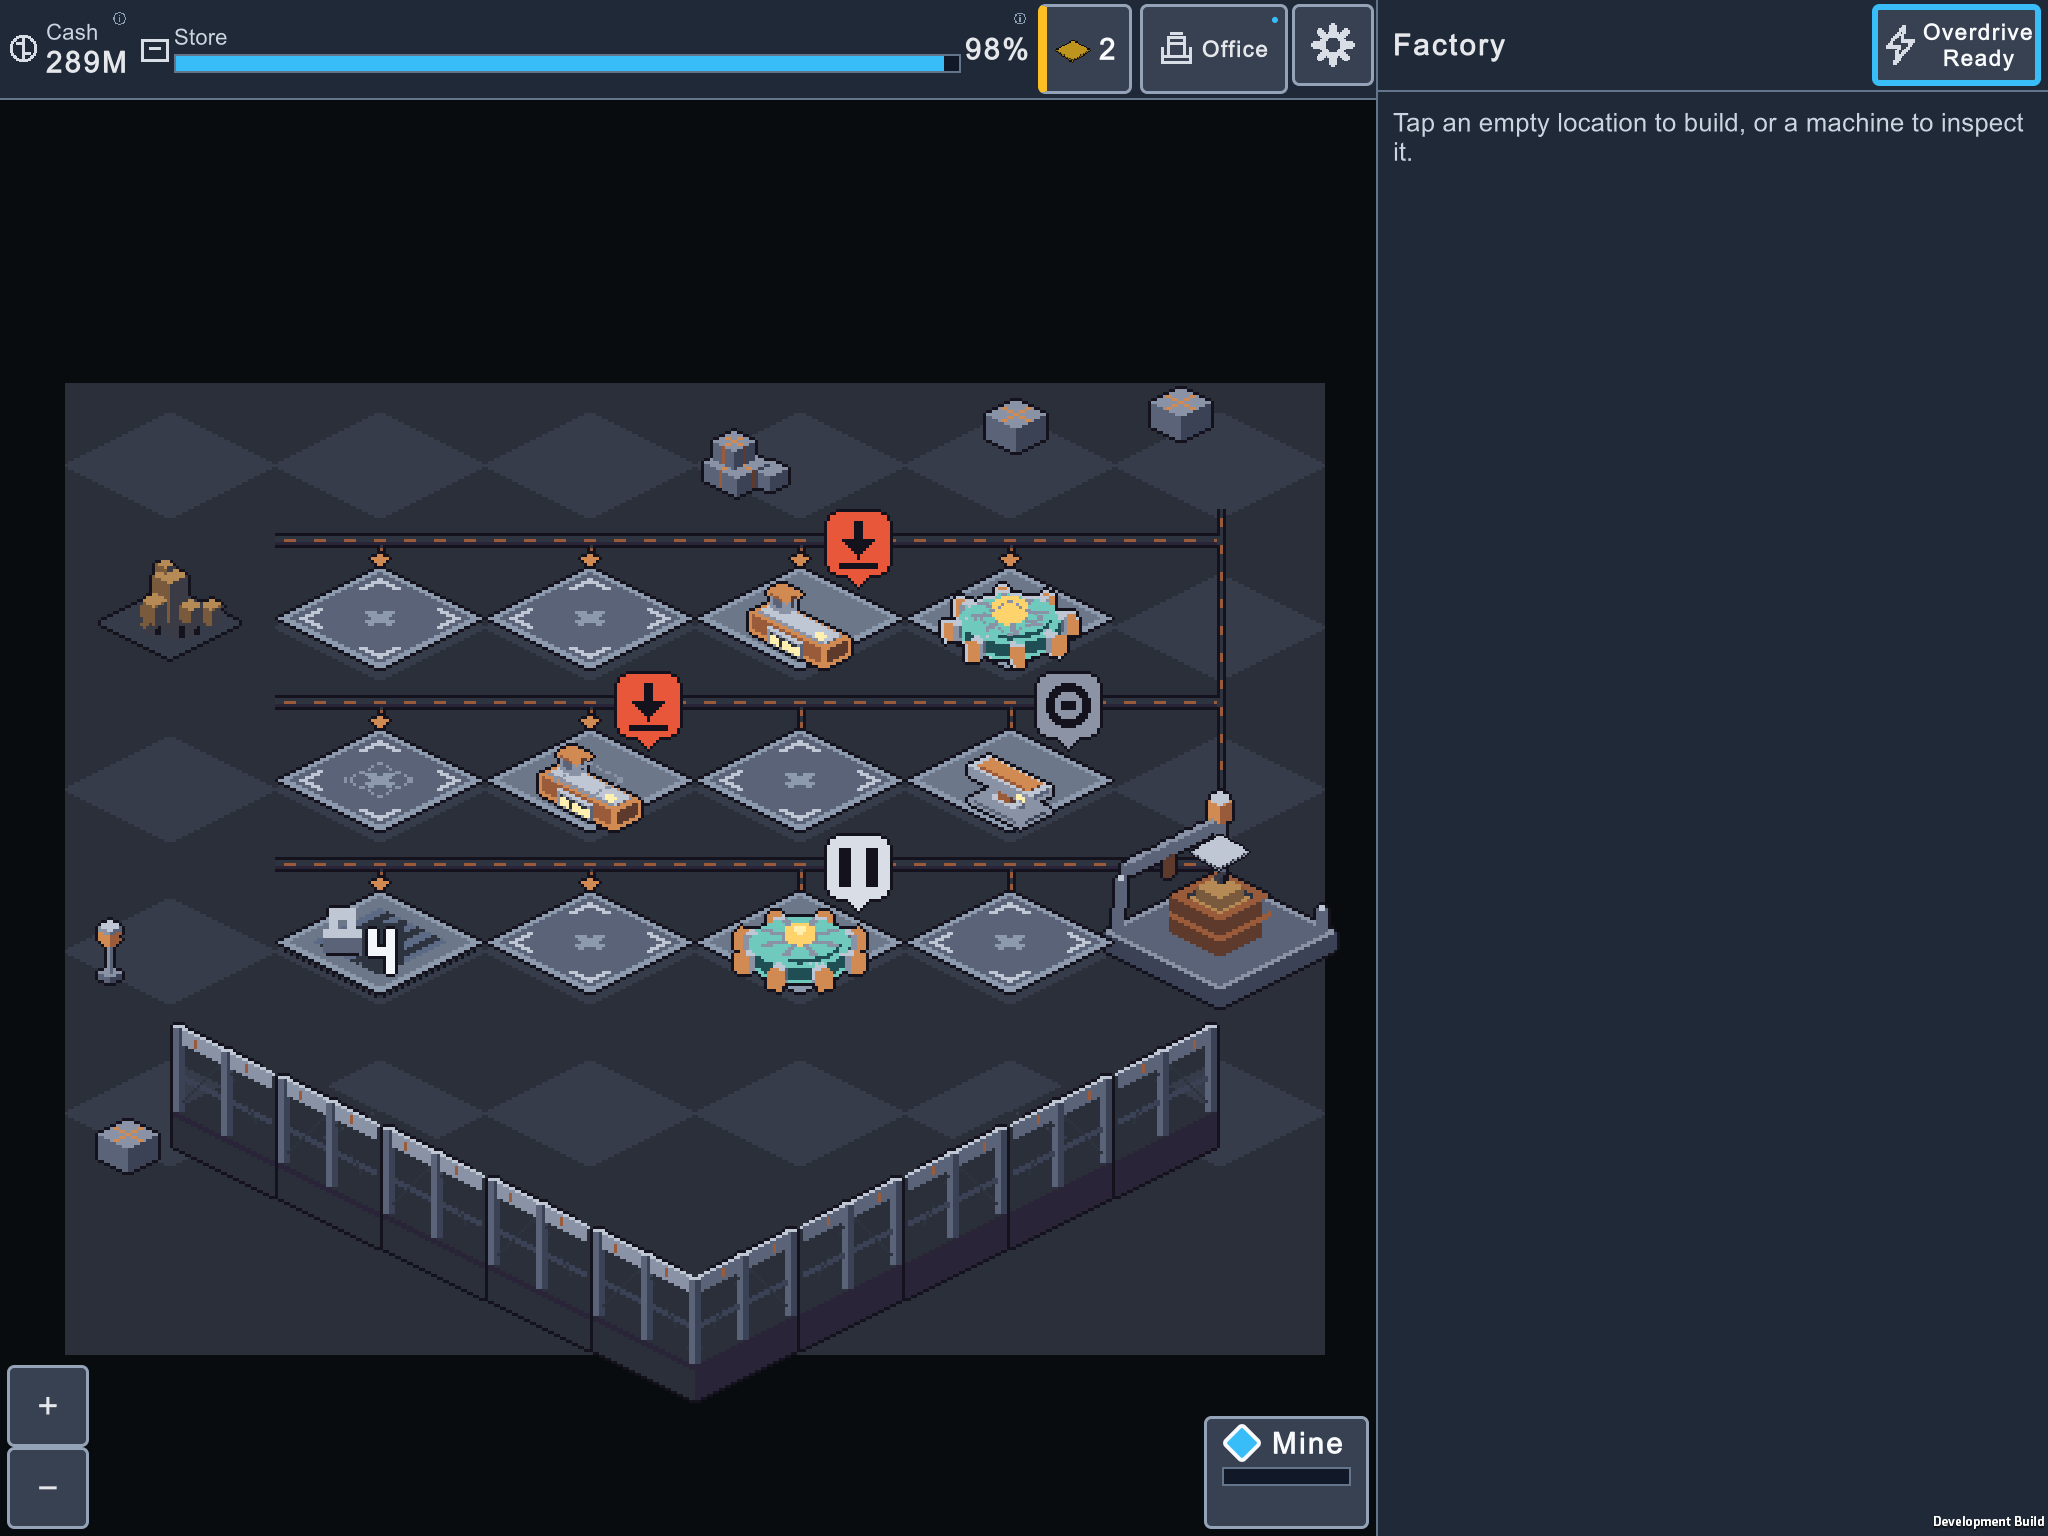 Cash
289M
Store
98%
2
Office
Factory
Overdrive
Ready
Tap an empty location to build, or a machine to inspect
it.
4
+
−
Mine
Development Build